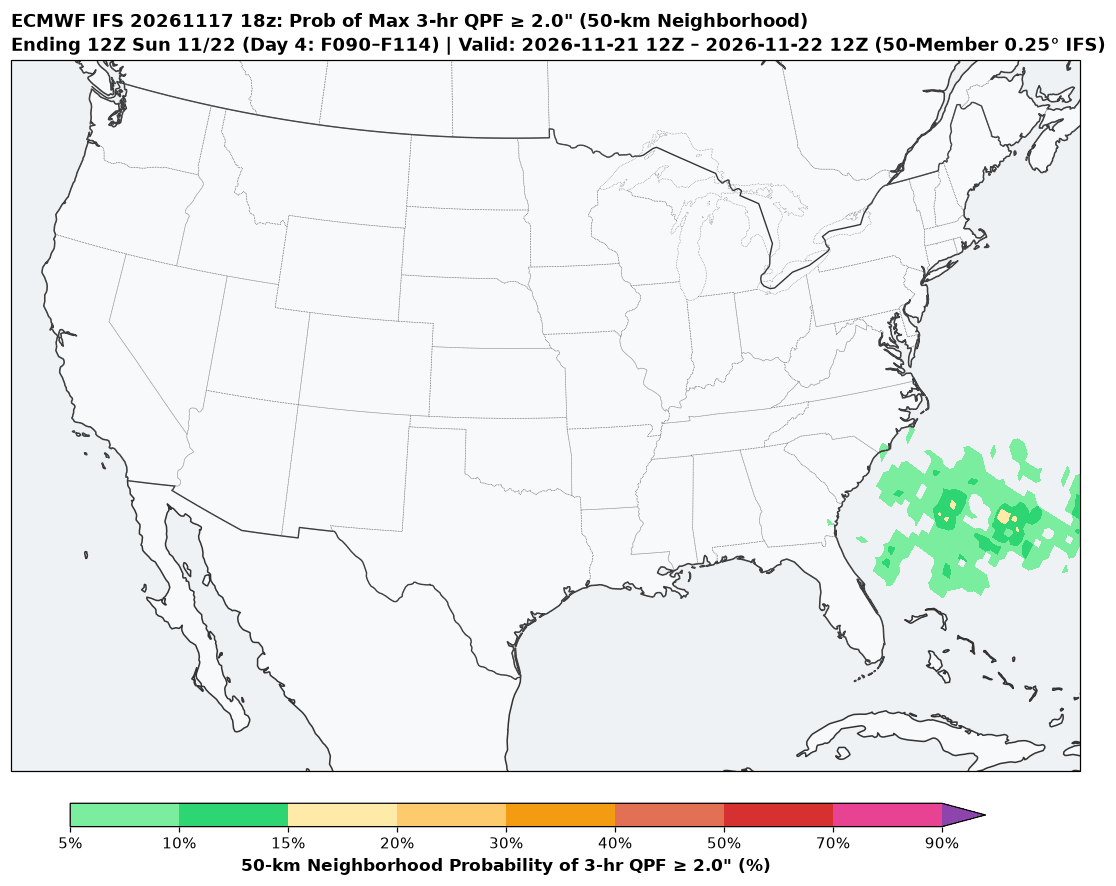 ECMWF IFS 20261117 18z: Prob of Max 3-hr QPF ≥ 2.0" (50-km Neighborhood)
Ending 12Z Sun 11/22 (Day 4: F090–F114) | Valid: 2026-11-21 12Z – 2026-11-22 12Z (50-Member 0.25° IFS)
5% 10% 15% 20% 30% 40% 50% 70% 90%
50-km Neighborhood Probability of 3-hr QPF ≥ 2.0" (%)